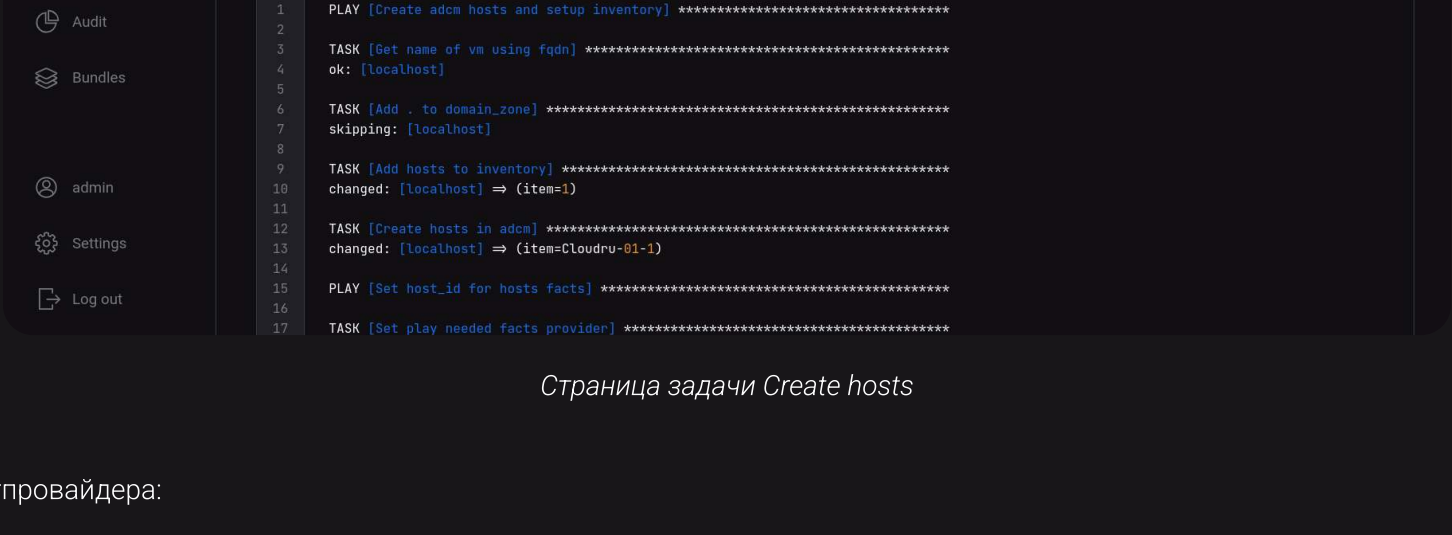 Audit
Bundles
admin
Settings
Log out
1 PLAY [Create adcm hosts and setup inventory] ***********************************
2
3 TASK [Get name of vm using fqdn] ***********************************************
4 ok: [localhost]
5
6 TASK [Add . to domain_zone] ****************************************************
7 skipping: [localhost]
8
9 TASK [Add hosts to inventory] **************************************************
10 changed: [localhost] => (item=1)
11
12 TASK [Create hosts in adcm] ****************************************************
13 changed: [localhost] => (item=Cloudru-01-1)
14
15 PLAY [Set host_id for hosts facts] *********************************************
16
17 TASK [Set play needed facts provider] ******************************************
Страница задачи Create hosts
провайдера: